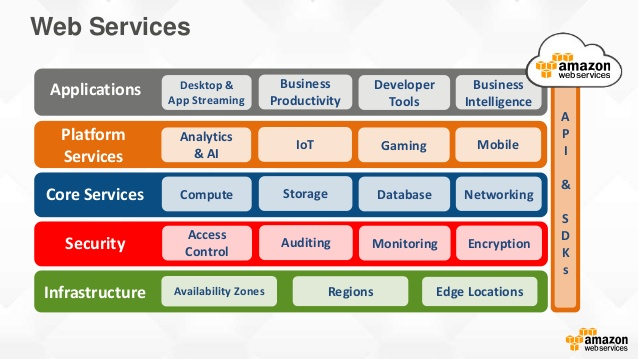 Web Services
amazon
web services
Applications
Desktop &
App Streaming
Business
Productivity
Developer
Tools
Business
Intelligence
Platform
Services
Analytics
& AI
IoT
Gaming
Mobile
Core Services
Compute
Storage
Database
Networking
Security
Access
Control
Auditing
Monitoring
Encryption
Infrastructure
Availability Zones
Regions
Edge Locations
A
P
I
&
S
D
K
s
amazon
web services